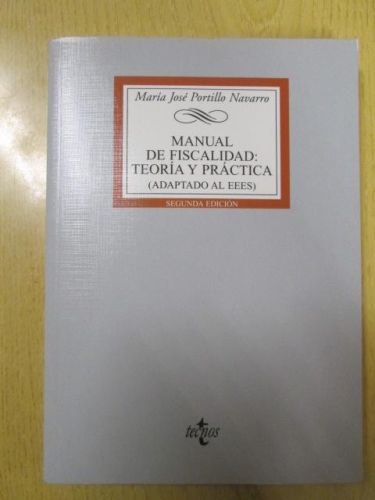 María José Portillo Navarro
MANUAL
DE FISCALIDAD:
TEORÍA Y PRÁCTICA
(ADAPTADO AL EEES)
SEGUNDA EDICIÓN
tecnos